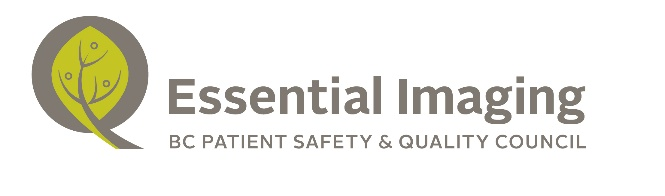 Essential Imaging
BC PATIENT SAFETY & QUALITY COUNCIL